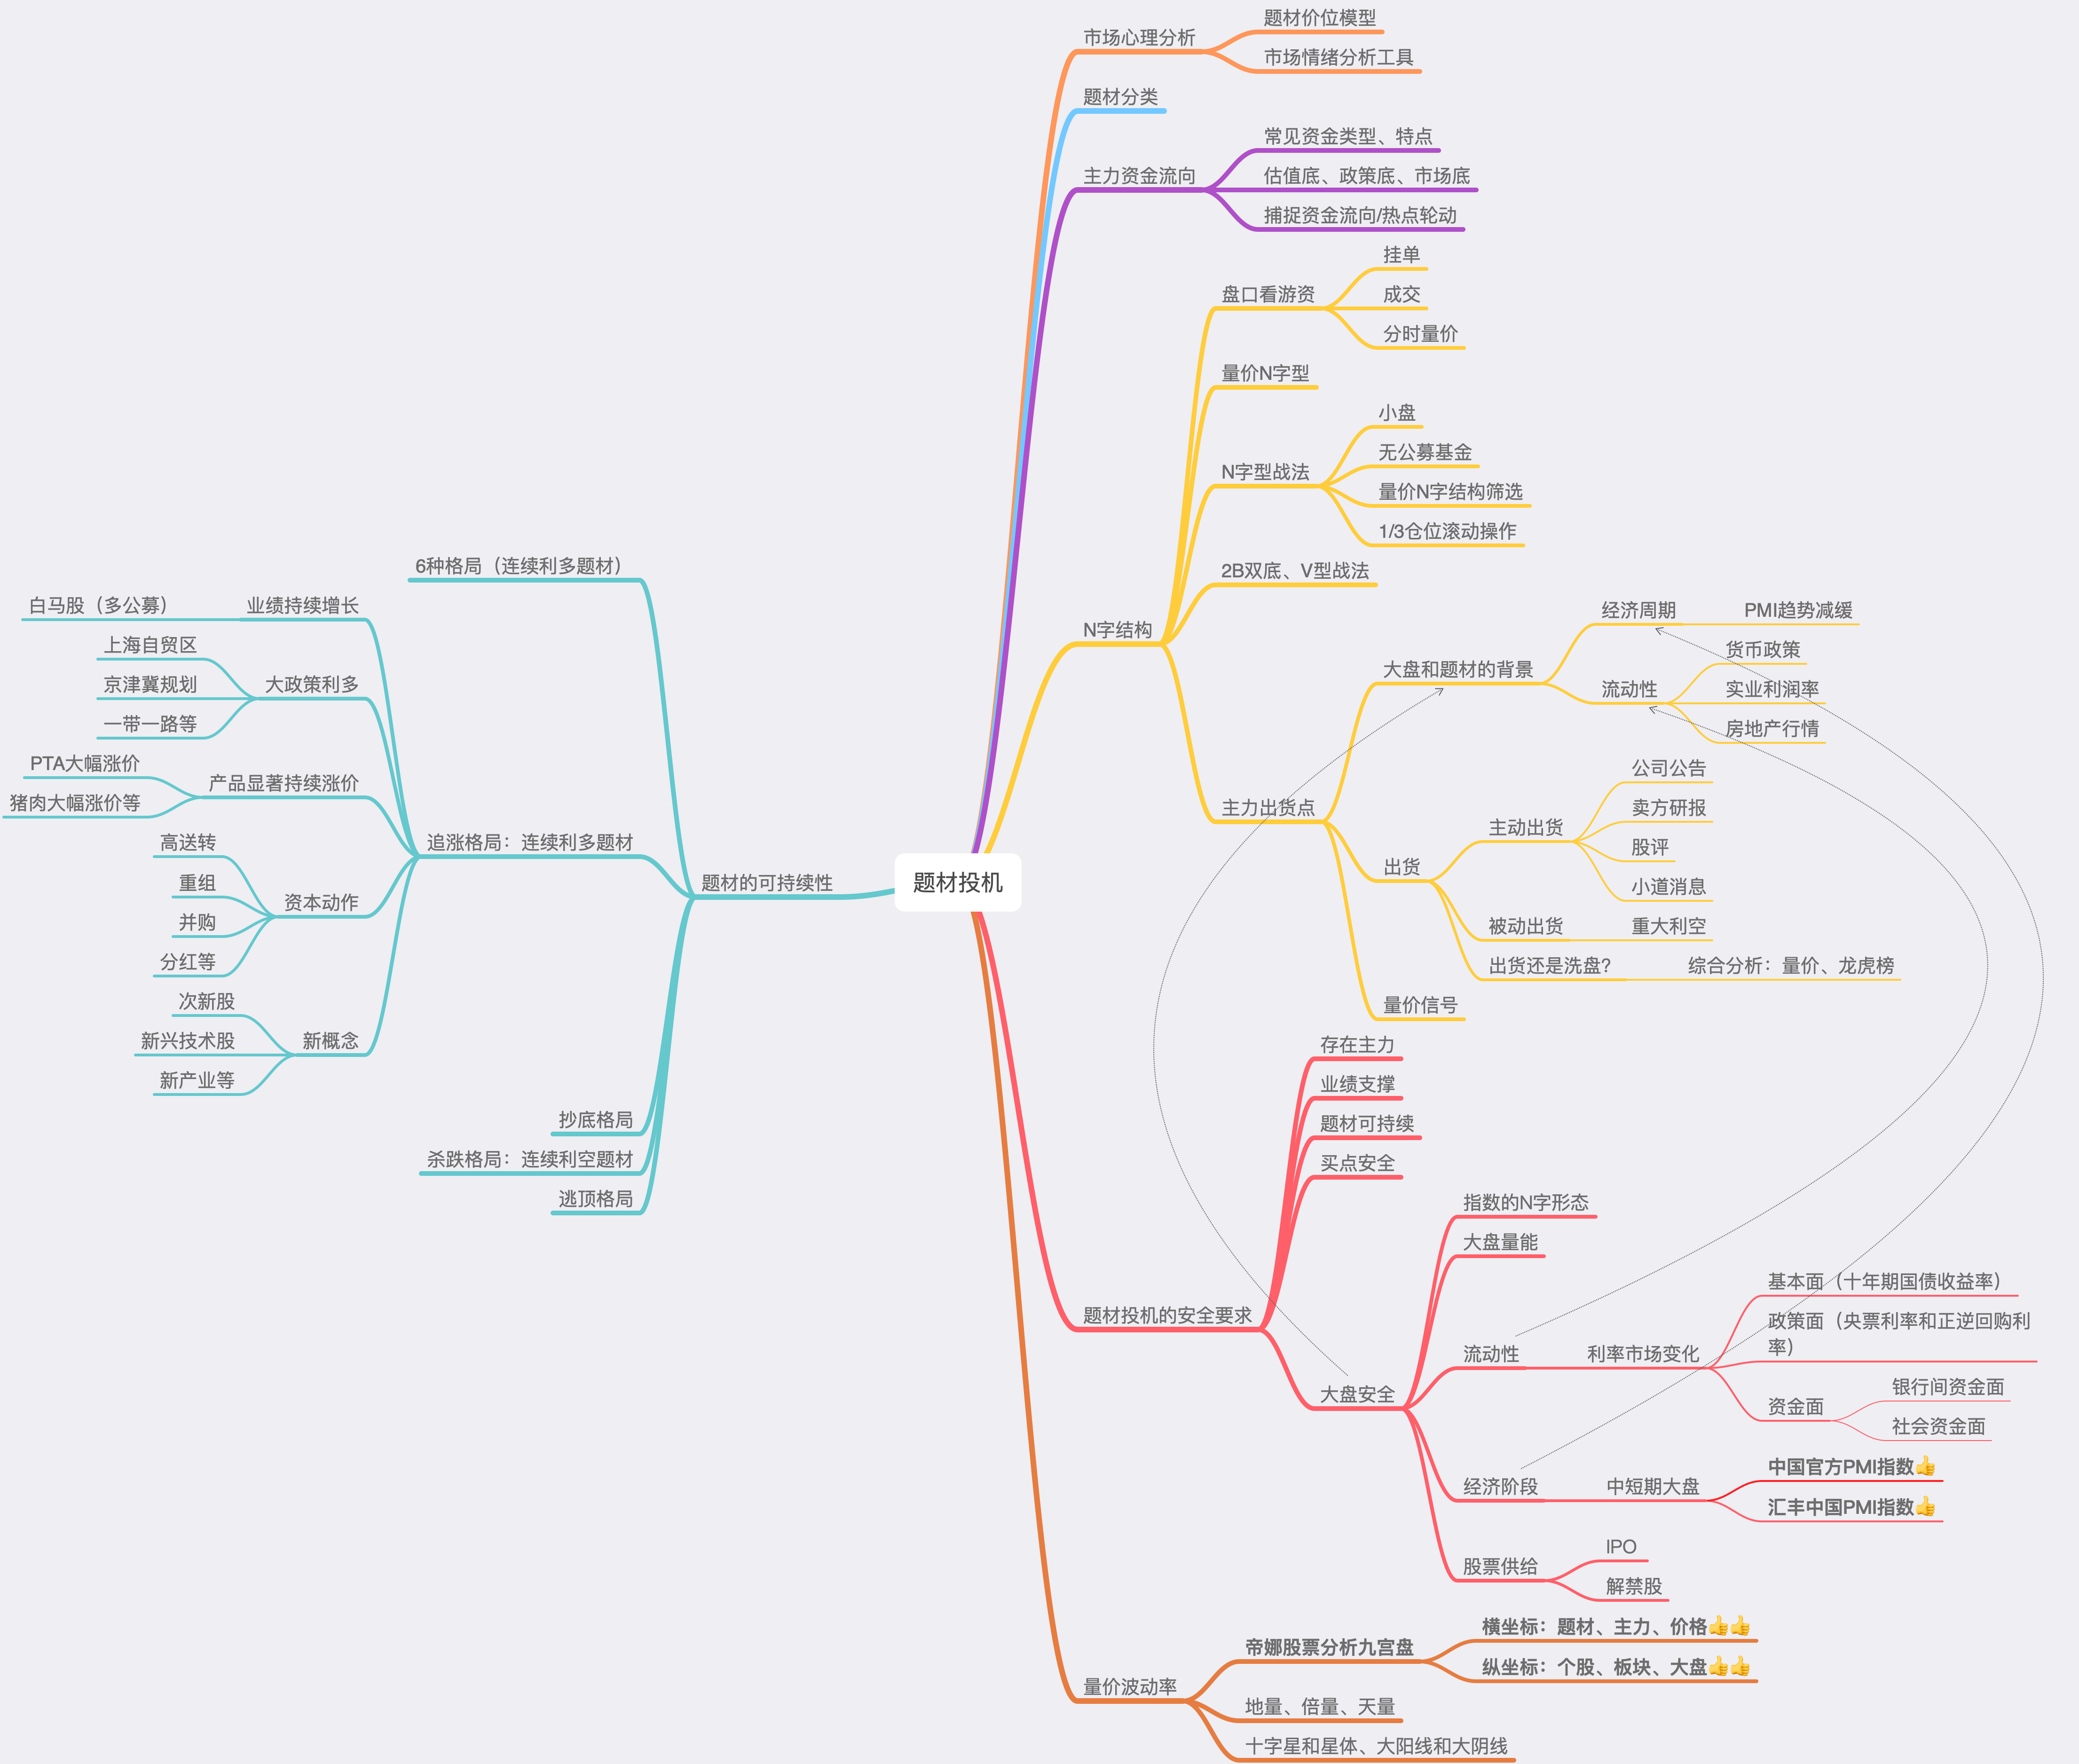 题材投机
市场心理分析
题材价位模型
市场情绪分析工具
题材分类
主力资金流向
常见资金类型、特点
估值底、政策底、市场底
捕捉资金流向/热点轮动
N字结构
盘口看游资
挂单
成交
分时量价
量价N字型
N字型战法
小盘
无公募基金
量价N字结构筛选
1/3仓位滚动操作
2B双底、V型战法
主力出货点
大盘和题材的背景
经济周期
PMI趋势减缓
流动性
货币政策
实业利润率
房地产行情
出货
主动出货
公司公告
卖方研报
股评
小道消息
被动出货
重大利空
出货还是洗盘?
综合分析：量价、龙虎榜
量价信号
题材投机的安全要求
存在主力
业绩支撑
题材可持续
买点安全
大盘安全
指数的N字形态
大盘量能
流动性
利率市场变化
基本面（十年期国债收益率）
政策面（央票利率和正逆回购利
率）
资金面
银行间资金面
社会资金面
经济阶段
中短期大盘
中国官方PMI指数👍
汇丰中国PMI指数👍
股票供给
IPO
解禁股
量价波动率
帝娜股票分析九宫盘
横坐标：题材、主力、价格👍👍
纵坐标：个股、板块、大盘👍👍
地量、倍量、天量
十字星和星体、大阳线和大阴线
题材的可持续性
6种格局（连续利多题材）
追涨格局：连续利多题材
业绩持续增长
白马股（多公募）
大政策利多
上海自贸区
京津冀规划
一带一路等
产品显著持续涨价
PTA大幅涨价
猪肉大幅涨价等
资本动作
高送转
重组
并购
分红等
新概念
次新股
新兴技术股
新产业等
抄底格局
杀跌格局：连续利空题材
逃顶格局